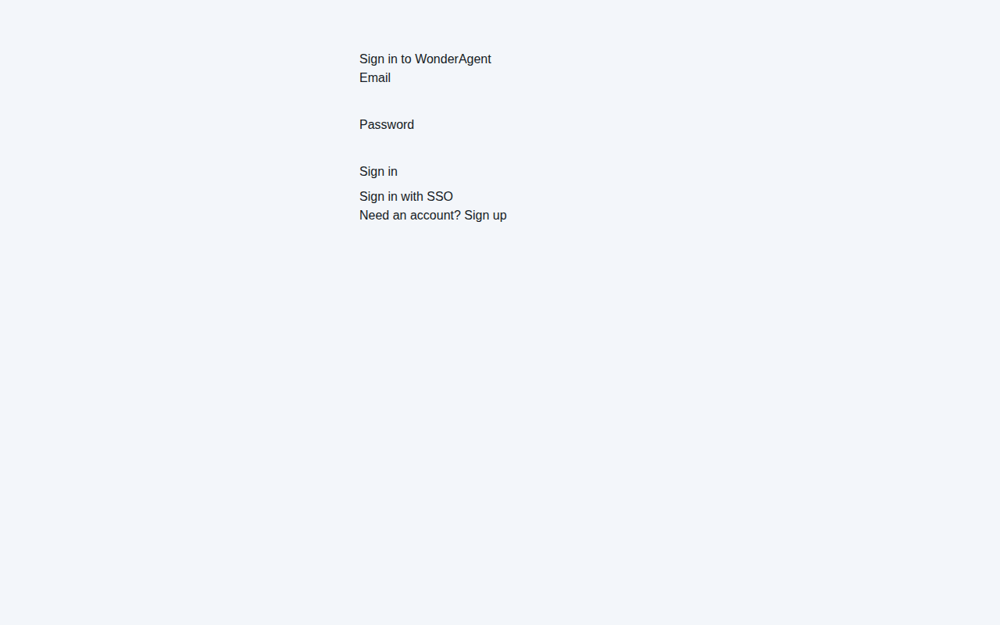 Sign in to WonderAgent
Email
Password
Sign in
Sign in with SSO
Need an account? Sign up